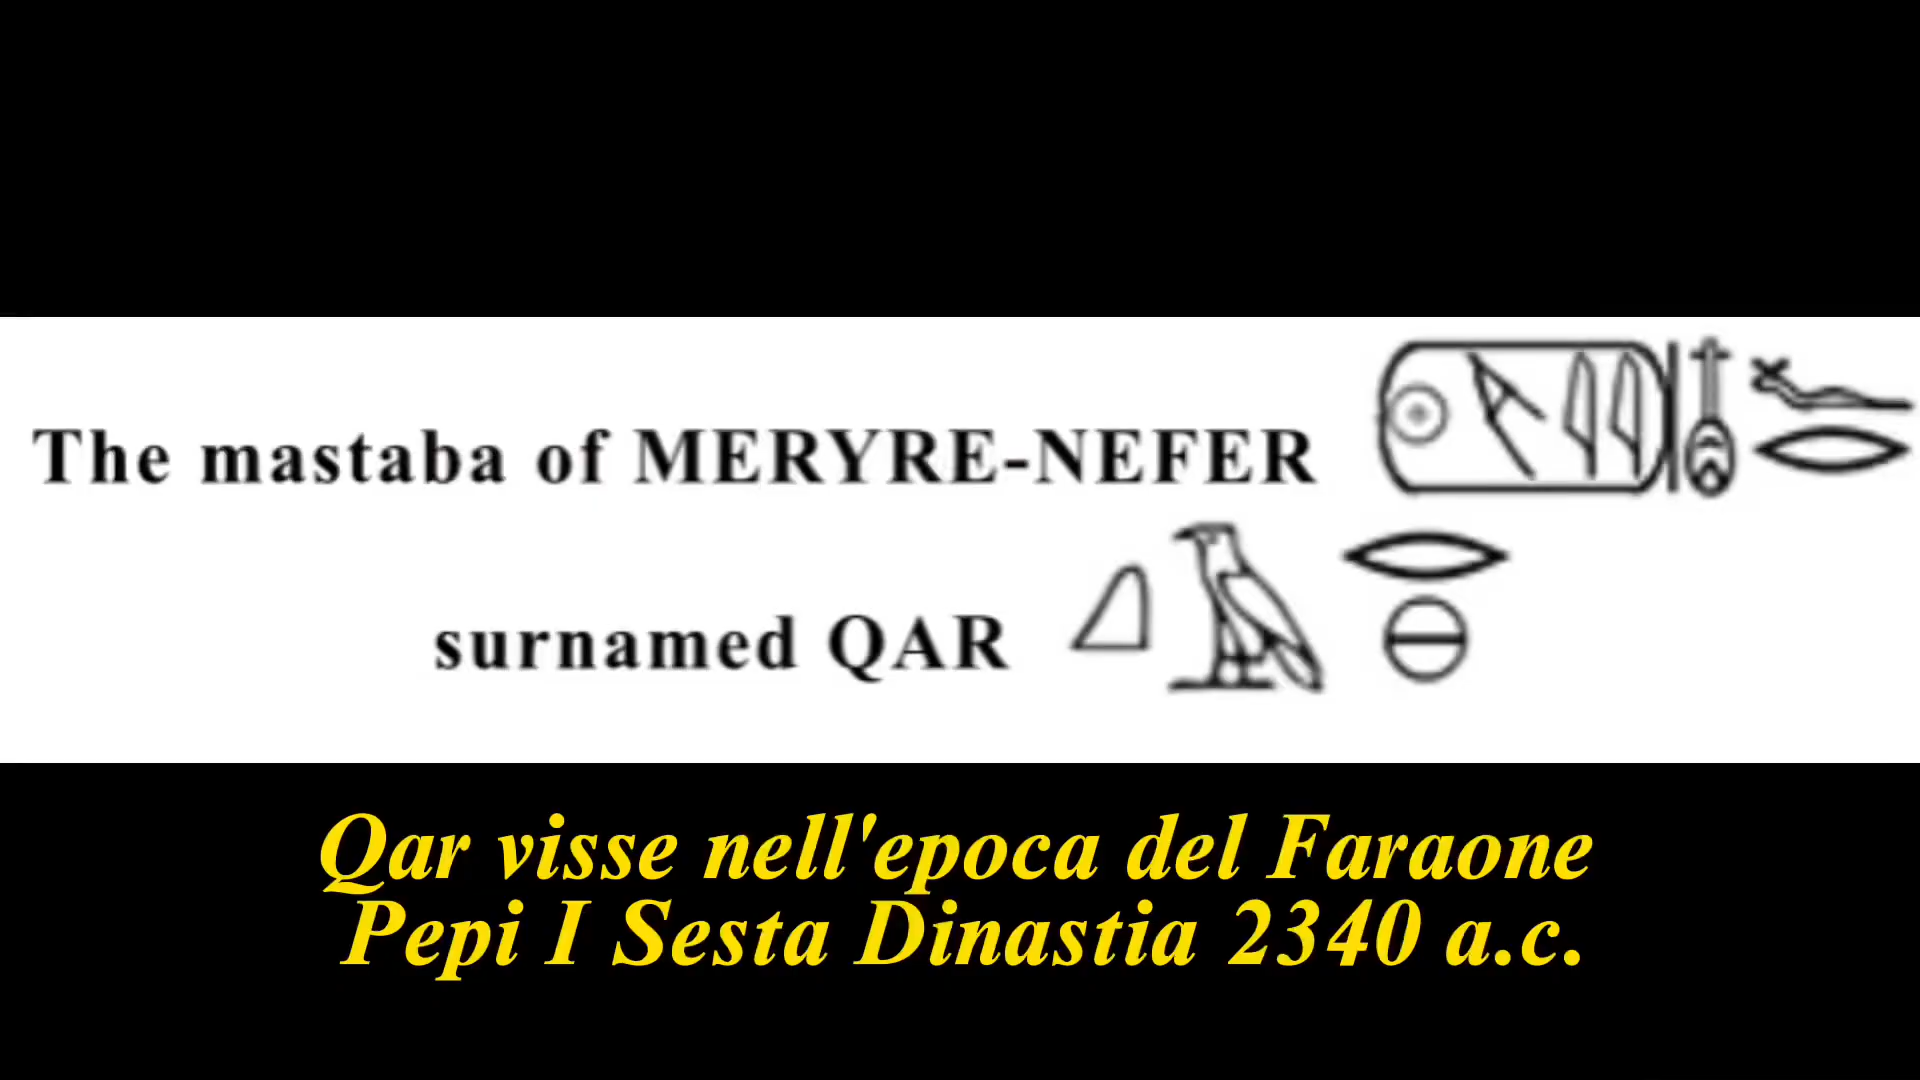 The mastaba of MERYRE-NEFER
surnamed QAR
Qar visse nell'epoca del Faraone
Pepi I Sesta Dinastia 2340 a.c.